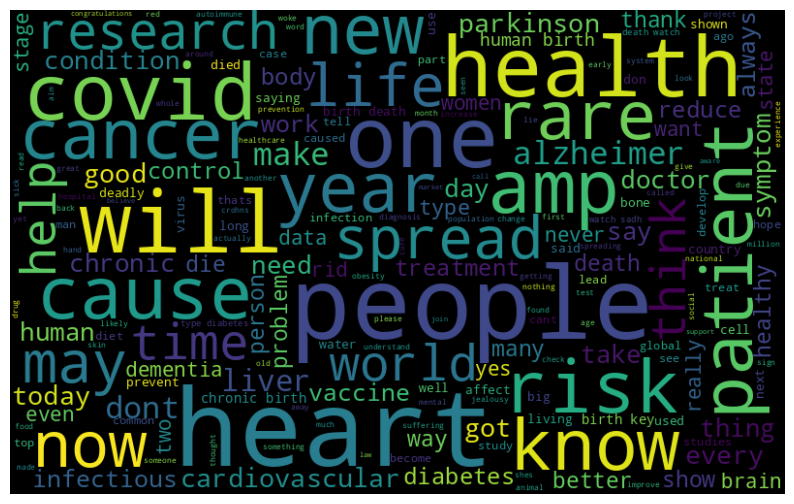 congratulations red autoimmune woke use project
word
stage research new parkinson thank shown death watch
human birth ago system always
condition case died life part don early look state
covid body health women
saying birth death
aim whole prevention tell work caused rare reduce
cancer one want experience
read healthcare month increase lie
great make alzheimer patient symptom
help good control another call give aware due
sick hospital deadly thats year market amp doctor
yet back believe crohns long day called bone
man virus infection type population change first watch sadh develop hope
hand actually diagnosis data spread never say think country million
will said spreading national
chronic die need rid treatment death healthy
cause person obesity getting nothing lead treat
drug please join test cell
likely type diabetes problem people found age cant social
human skin diet time water understand many take global support next
may dementia old check see sign
prevent liver world yes affect big really
today common chronic birth vaccine well mental risk
dont away jealousy living birth key used
food even two heart much suffering got know thing
top someone thought something way study studies
now law become shes every
made infectious cardiovascular diabetes animal improve better show brain